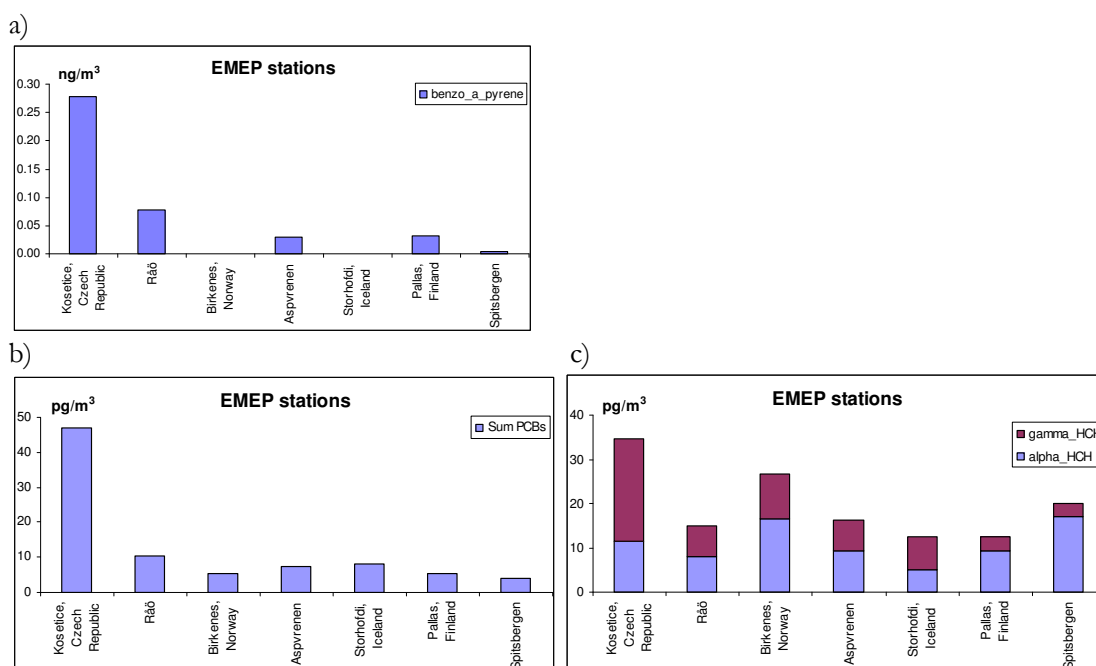 a)
EMEP stations
ng/m³
benzo_a_pyrene
0.30
0.25
0.20
0.15
0.10
0.05
0.00
Kosetice,
Czech
Republic
Råö
Birkenes,
Norway
Aspvrenen
Storhofdi,
Iceland
Pallas,
Finland
Spitsbergen
b)
EMEP stations
pg/m³
Sum PCBs
50
40
30
20
10
0
Kosetice,
Czech
Republic
Råö
Birkenes,
Norway
Aspvrenen
Storhofdi,
Iceland
Pallas,
Finland
Spitsbergen
c)
EMEP stations
pg/m³
gamma_HCH
alpha_HCH
40
30
20
10
0
Kosetice,
Czech
Republic
Råö
Birkenes,
Norway
Aspvrenen
Storhofdi,
Iceland
Pallas,
Finland
Spitsbergen